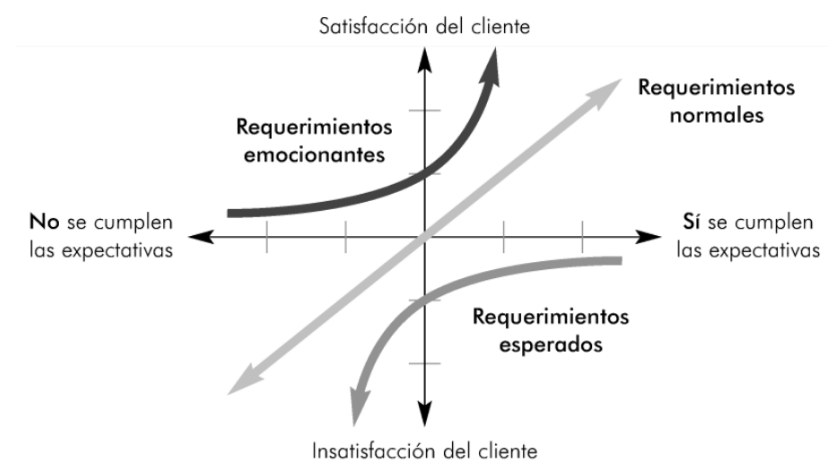 Satisfacción del cliente
Requerimientos
normales
Requerimientos
emocionantes
No se cumplen
las expectativas
Sí se cumplen
las expectativas
Requerimientos
esperados
Insatisfacción del cliente